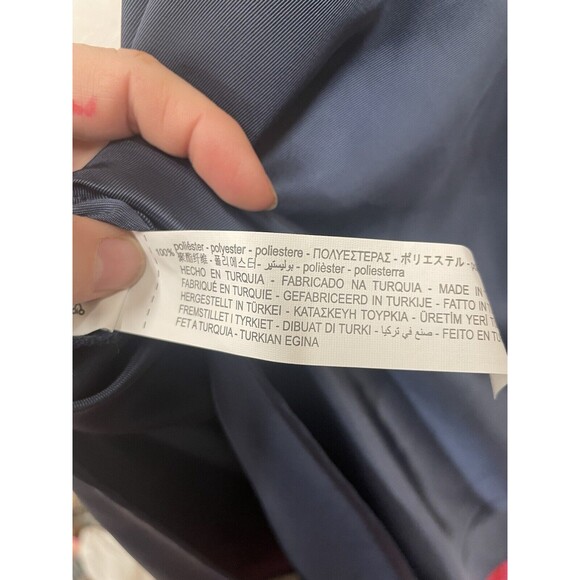 100% poliéster - polyester - poliestere - ΠΟΛΥΕΣΤΕΡΑΣ - ポリエステル -
聚酯纤维 - 폴리에스터 - بوليستير - polièster - poliesterra
HECHO EN TURQUIA - FABRICADO NA TURQUIA - MADE IN
FABRIQUÉ EN TURQUIE - GEFABRICEERD IN TURKIJE - FATTO IN
HERGESTELLT IN TÜRKEI - ΚΑΤΑΣΚΕΥΗ ΤΟΥΡΚΙΑ - ÜRETİM YERİ
FREMSTILLET I TYRKIET - DIBUAT DI TURKI - صنع في تركيا - FEITO EN
FET A TURQUIA - TURKIAN EGINA